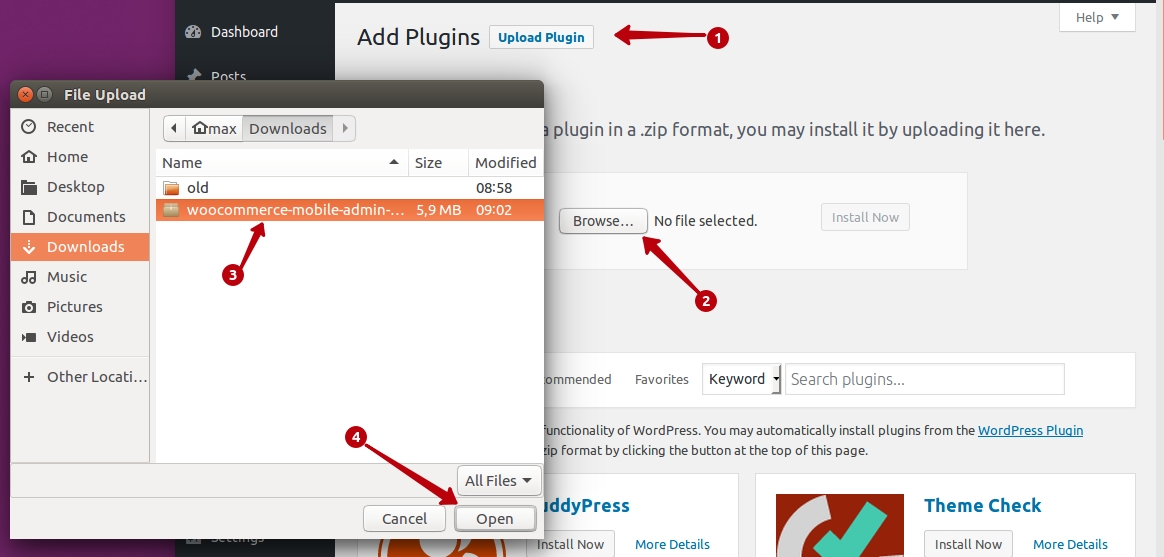 Dashboard
Posts
Add Plugins
Upload Plugin
1
Help
File Upload
Recent
Home
Desktop
Documents
Downloads
Music
Pictures
Videos
Other Locati...
max
Downloads
Name
Size
Modified
old
08:58
woocommerce-mobile-admin-...
5,9 MB
09:02
3
4
All Files
Cancel
Open
a plugin in a .zip format, you may install it by uploading it here.
Browse...
No file selected.
Install Now
2
ommended
Favorites
Keyword
Search plugins...
functionality of WordPress. You may automatically install plugins from the WordPress Plugin
zip format by clicking the button at the top of this page.
uddyPress
Install Now
More Details
Theme Check
Install Now
More Details
Settings